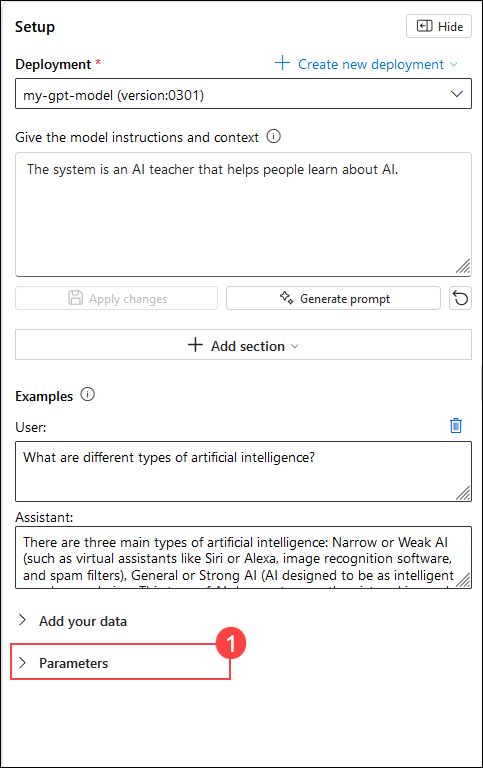 Setup
Hide
Deployment *
Create new deployment
my-gpt-model (version:0301)
Give the model instructions and context
The system is an AI teacher that helps people learn about AI.
Apply changes
Generate prompt
Add section
Examples
User:
What are different types of artificial intelligence?
Assistant:
There are three main types of artificial intelligence: Narrow or Weak AI
(such as virtual assistants like Siri or Alexa, image recognition software,
and spam filters), General or Strong AI (AI designed to be as intelligent
Add your data
1
Parameters